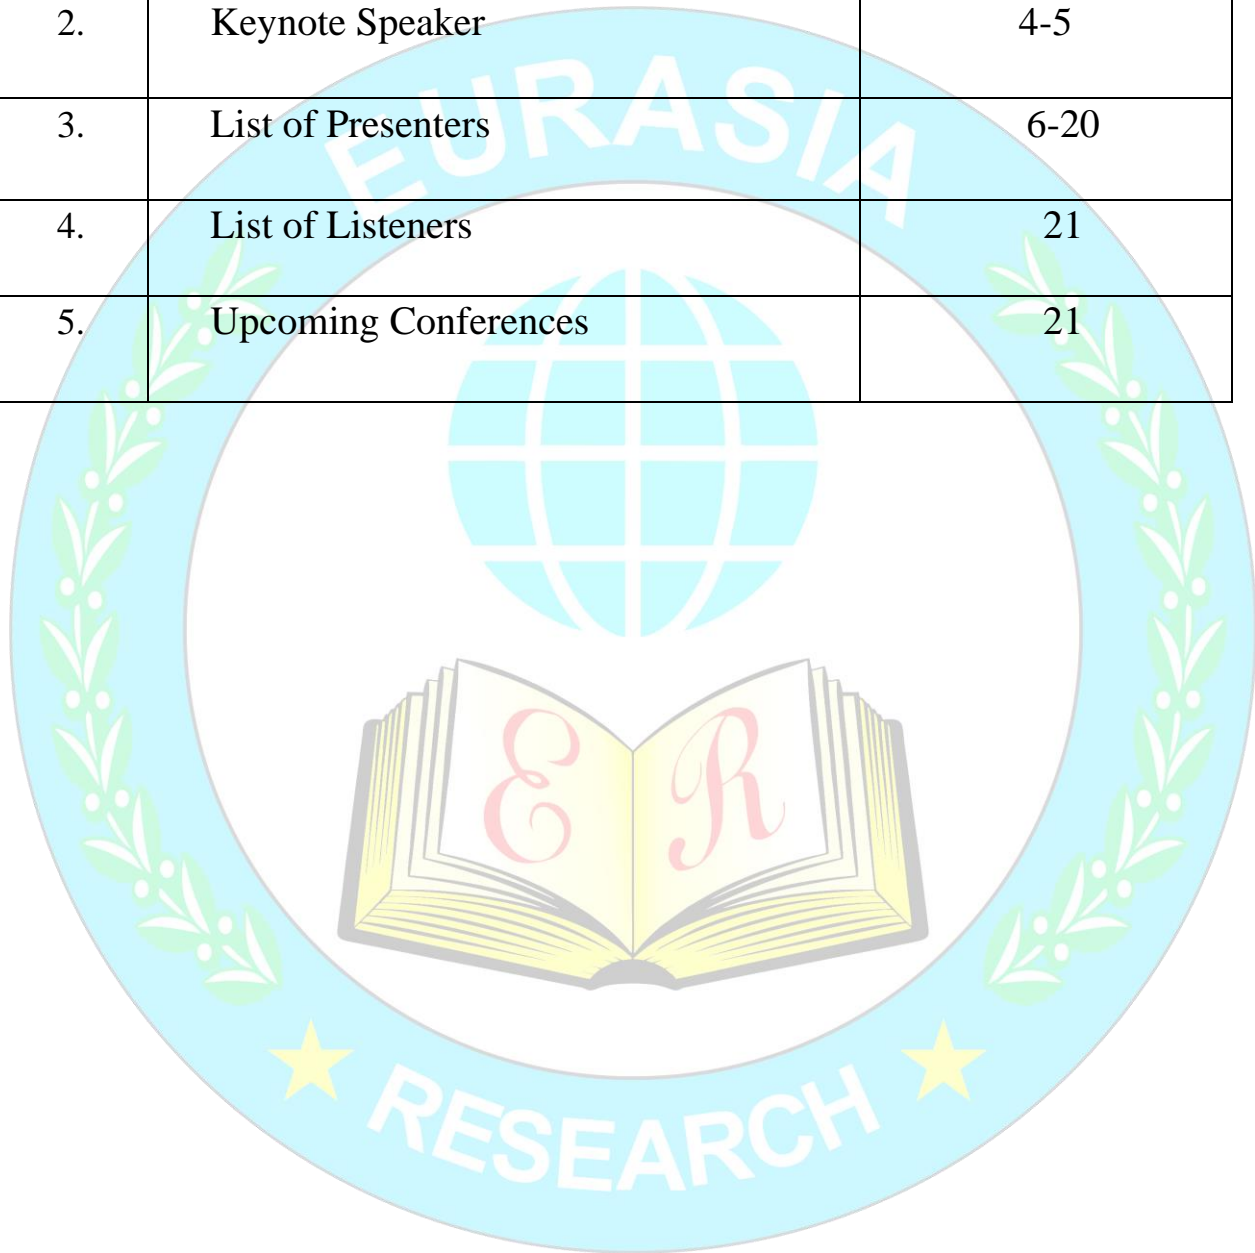 2. Keynote Speaker 4-5
3. List of Presenters 6-20
4. List of Listeners 21
5. Upcoming Conferences 21
EURASIA
E R
RESEARCH